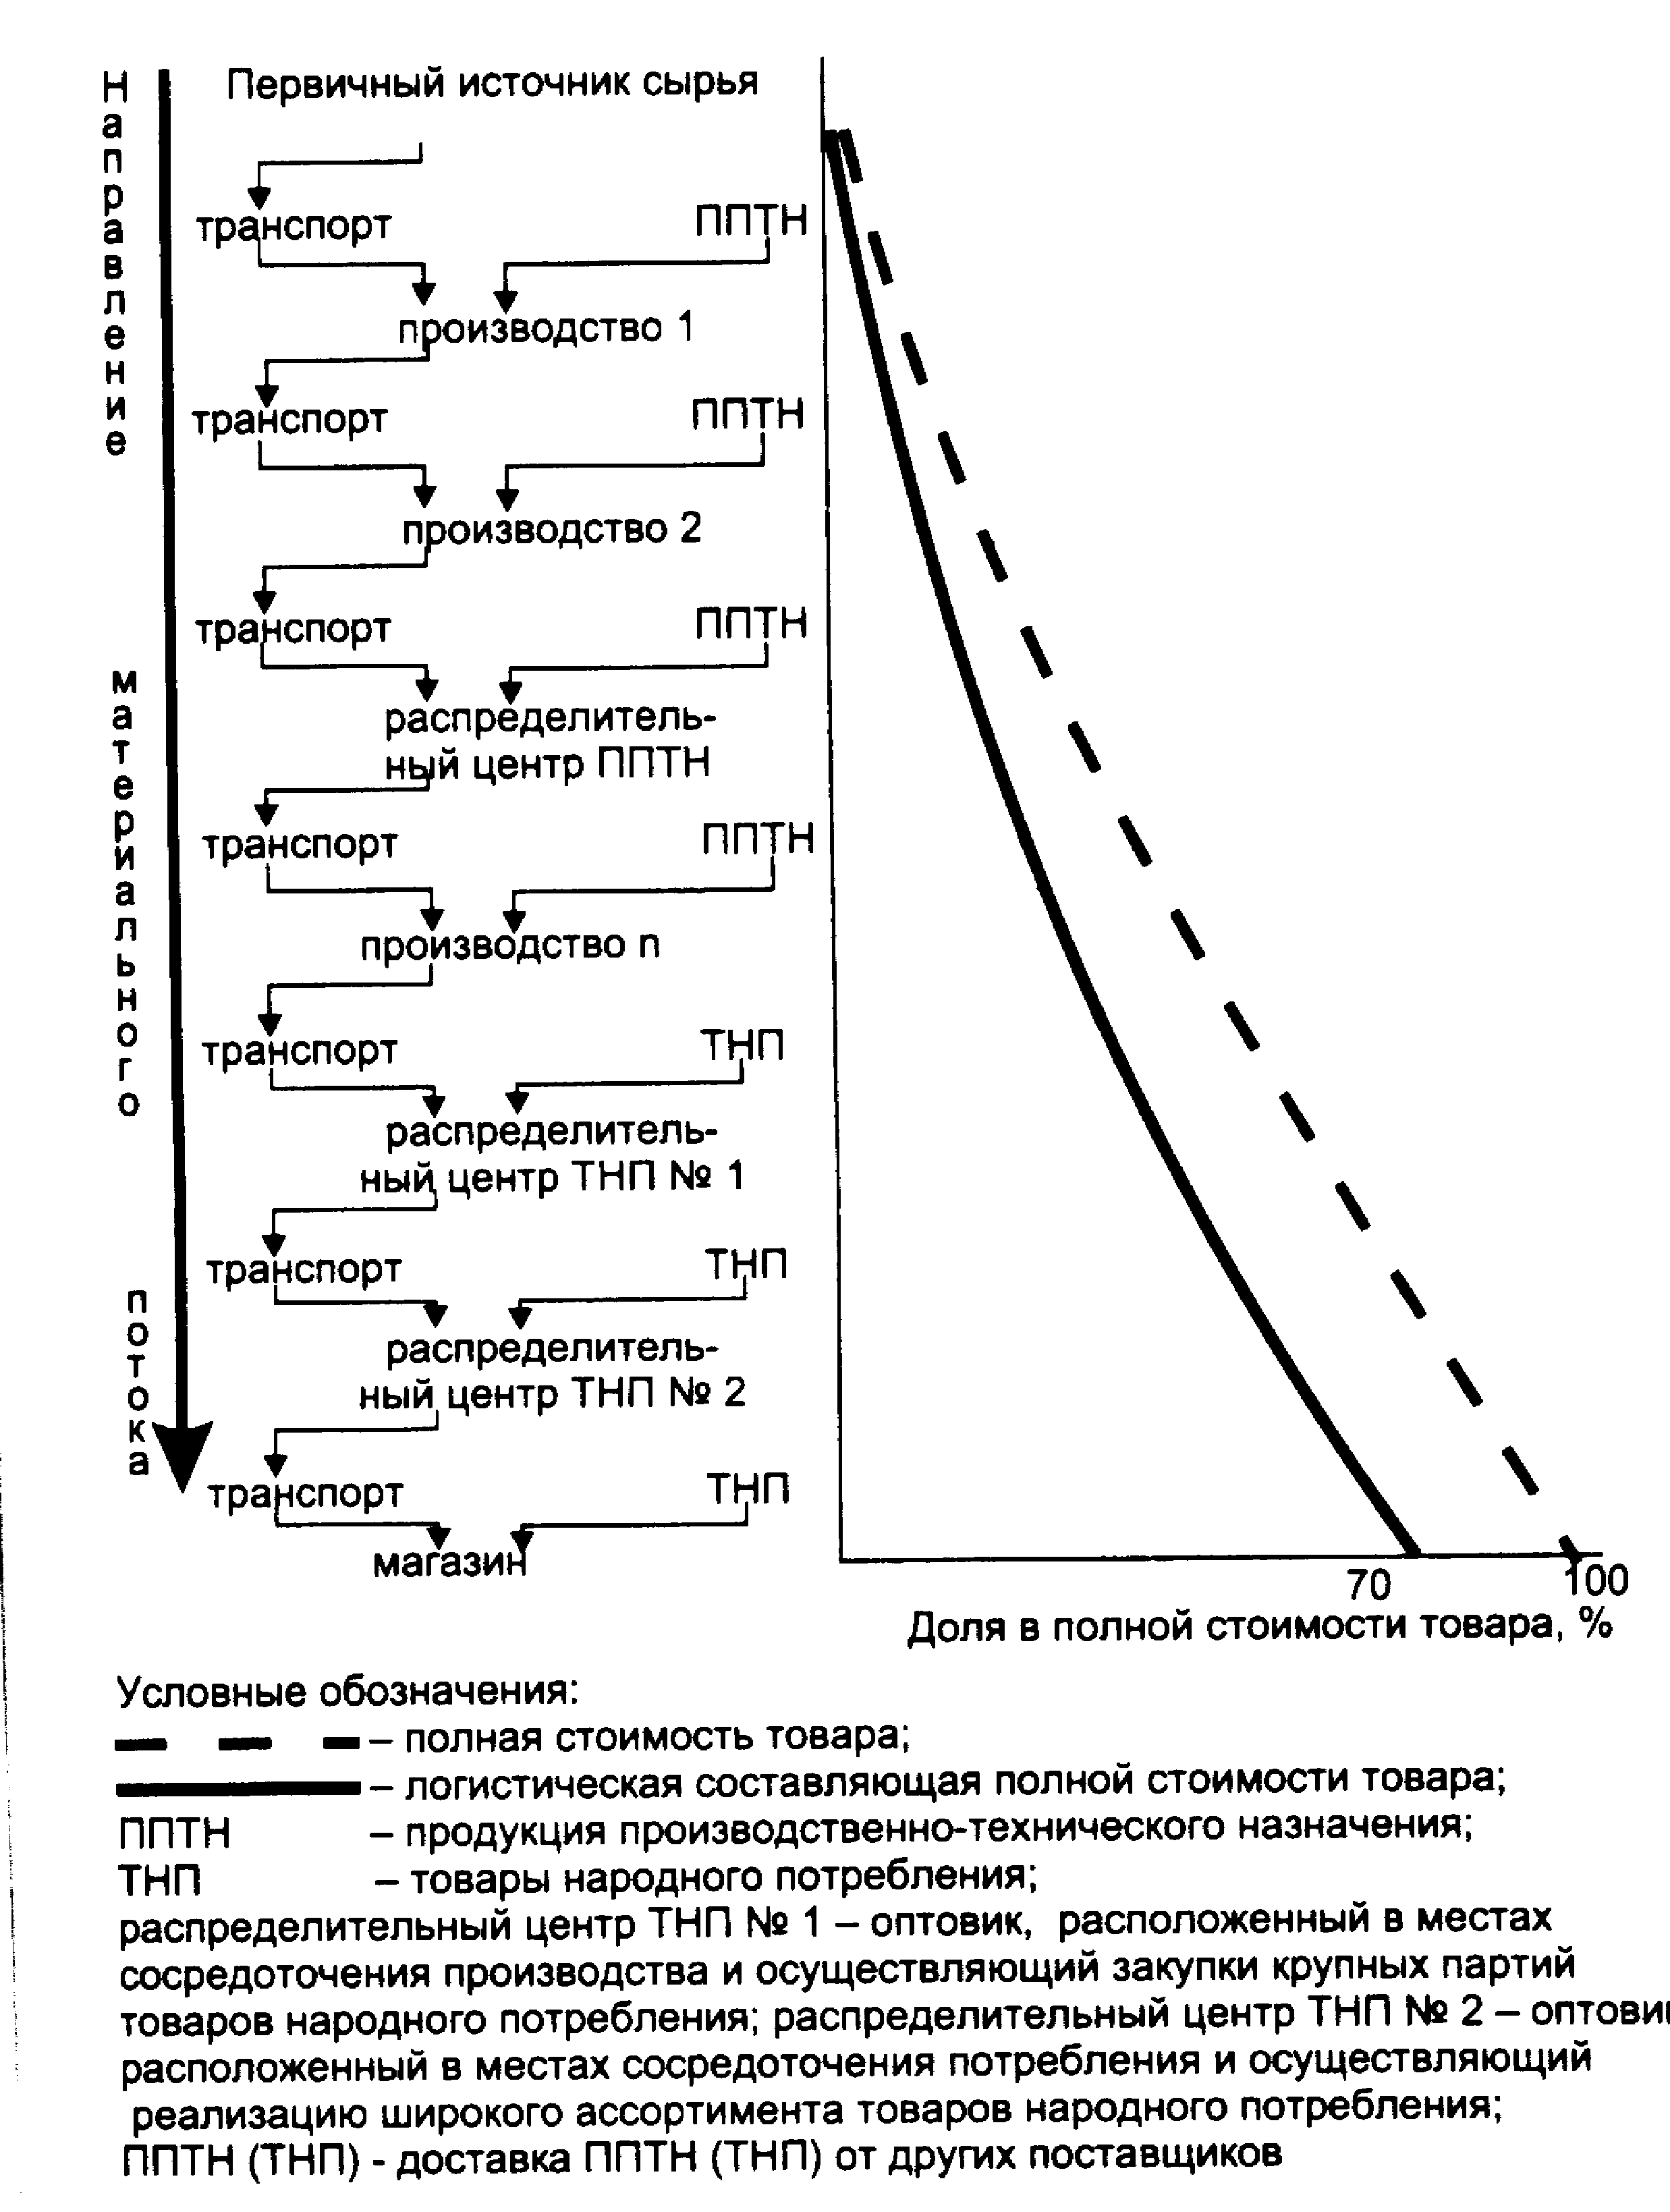 Направление
материального
потока
Первичный источник сырья
транспорт ППТН
производство 1
транспорт ППТН
производство 2
транспорт ППТН
распределитель-
ный центр ППТН
транспорт ППТН
производство n
транспорт ТНП
распределитель-
ный центр ТНП № 1
транспорт ТНП
распределитель-
ный центр ТНП № 2
транспорт ТНП
магазин
70 100
Доля в полной стоимости товара, %
Условные обозначения:
– полная стоимость товара;
– логистическая составляющая полной стоимости товара;
ППТН – продукция производственно-технического назначения;
ТНП – товары народного потребления;
распределительный центр ТНП № 1 – оптовик, расположенный в местах
сосредоточения производства и осуществляющий закупки крупных партий
товаров народного потребления; распределительный центр ТНП № 2 –
расположенный в местах сосредоточения потребления и осуществляющий
реализацию широкого ассортимента товаров народного потребления;
ППТН (ТНП) - доставка ППТН (ТНП) от других поставщиков